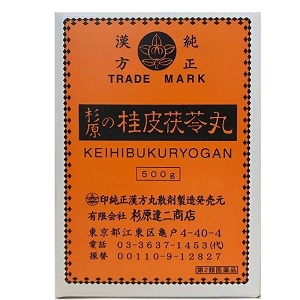 純正漢方
TRADE MARK
杉原の桂皮茯苓丸
KEIHIBUKURYOGAN
500g
印純正漢方丸散剤製造発売元
有限会社 杉原達二商店
東京都江東区亀戸4-40-4
電話 03-3637-1453(代)
振替 00110-9-12827
第2類医薬品